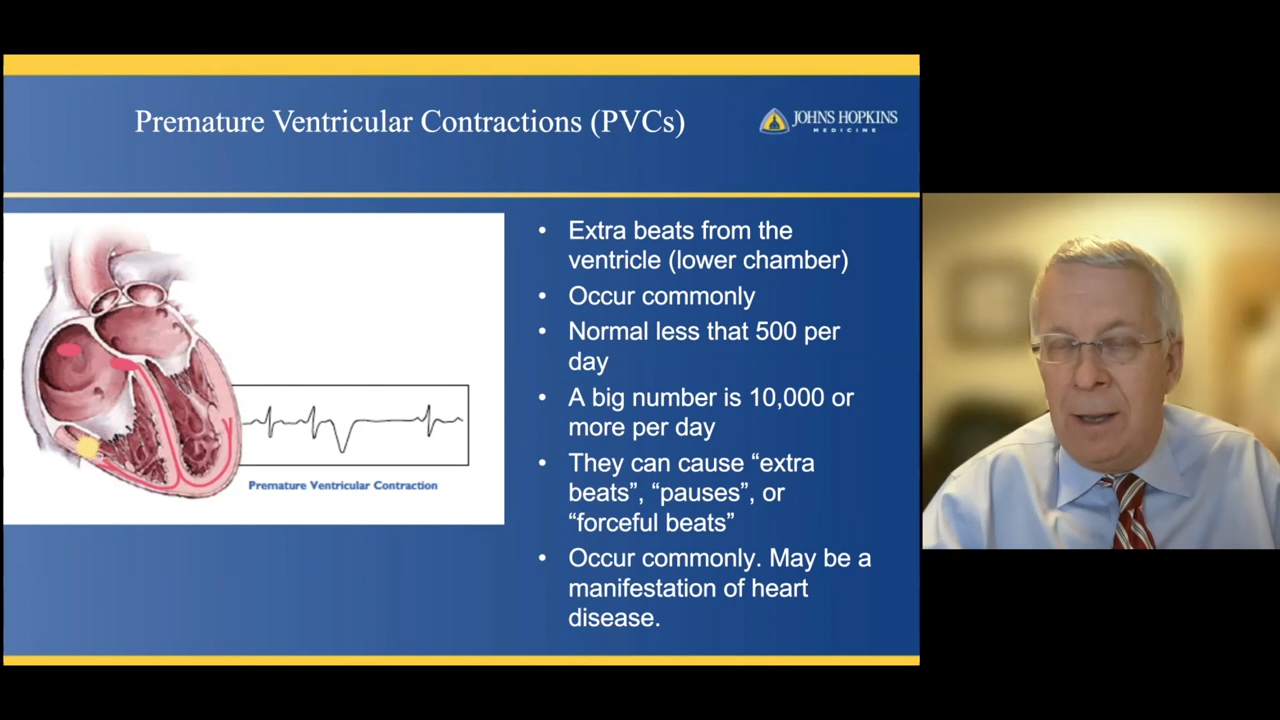 Premature Ventricular Contractions (PVCs)
JOHNS HOPKINS
MEDICINE
• Extra beats from the
ventricle (lower chamber)
• Occur commonly
• Normal less that 500 per
day
• A big number is 10,000 or
more per day
• They can cause “extra
beats”, “pauses”, or
“forceful beats”
• Occur commonly. May be a
manifestation of heart
disease.
Premature Ventricular Contraction